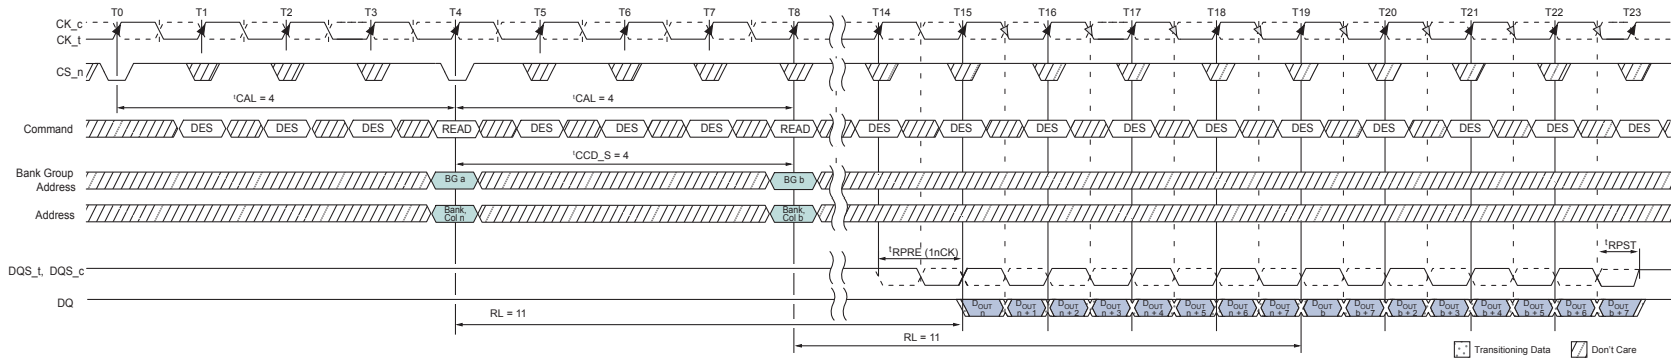 T0 T1 T2 T3 T4 T5 T6 T7 T8 T14 T15 T16 T17 T18 T19 T20 T21 T22 T23
CK_c
CK_t
CS_n
tCAL = 4 tCAL = 4
Command DES DES DES READ DES DES DES READ DES DES DES DES DES DES DES DES DES DES
tCCD_S = 4
Bank Group
Address BG a BG b
Address Bank, Col n Bank, Col b
tRPRE (1nCK) tRPST
DQS_t, DQS_c
DQ DOUT n DOUT n + 1 DOUT n + 2 DOUT n + 3 DOUT n + 4 DOUT n + 5 DOUT n + 6 DOUT n + 7 DOUT b DOUT b + 7 DOUT b + 2 DOUT b + 3 DOUT b + 4 DOUT b + 5 DOUT b + 6 DOUT b + 7
RL = 11
RL = 11
Transitioning Data Don't Care